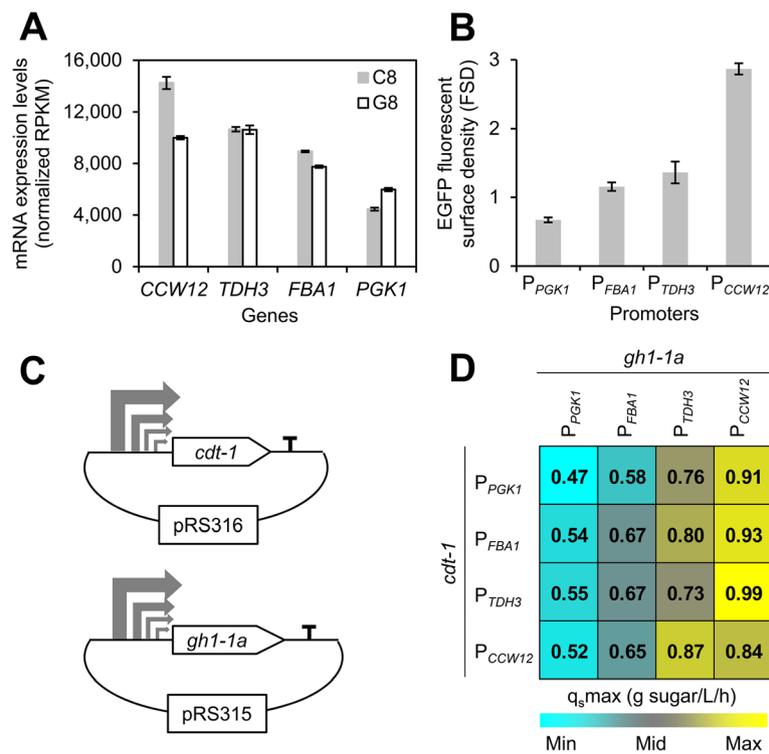 A
mRNA expression levels
(normalized RPKM)
16,000
12,000
8,000
4,000
0
C8
G8
CCW12 TDH3 FBA1 PGK1
Genes
B
EGFP fluorescent
surface density (FSD)
3
2
1
0
PPGK1 PFBA1 PTDH3 PCCW12
Promoters
C
cdt-1
pRS316
gh1-1a
pRS315
D
gh1-1a
PPGK1 PFBA1 PTDH3 PCCW12
cdt-1
PPGK1 0.47 0.58 0.76 0.91
PFBA1 0.54 0.67 0.80 0.93
PTDH3 0.55 0.67 0.73 0.99
PCCW12 0.52 0.65 0.87 0.84
qsmax (g sugar/L/h)
Min Mid Max